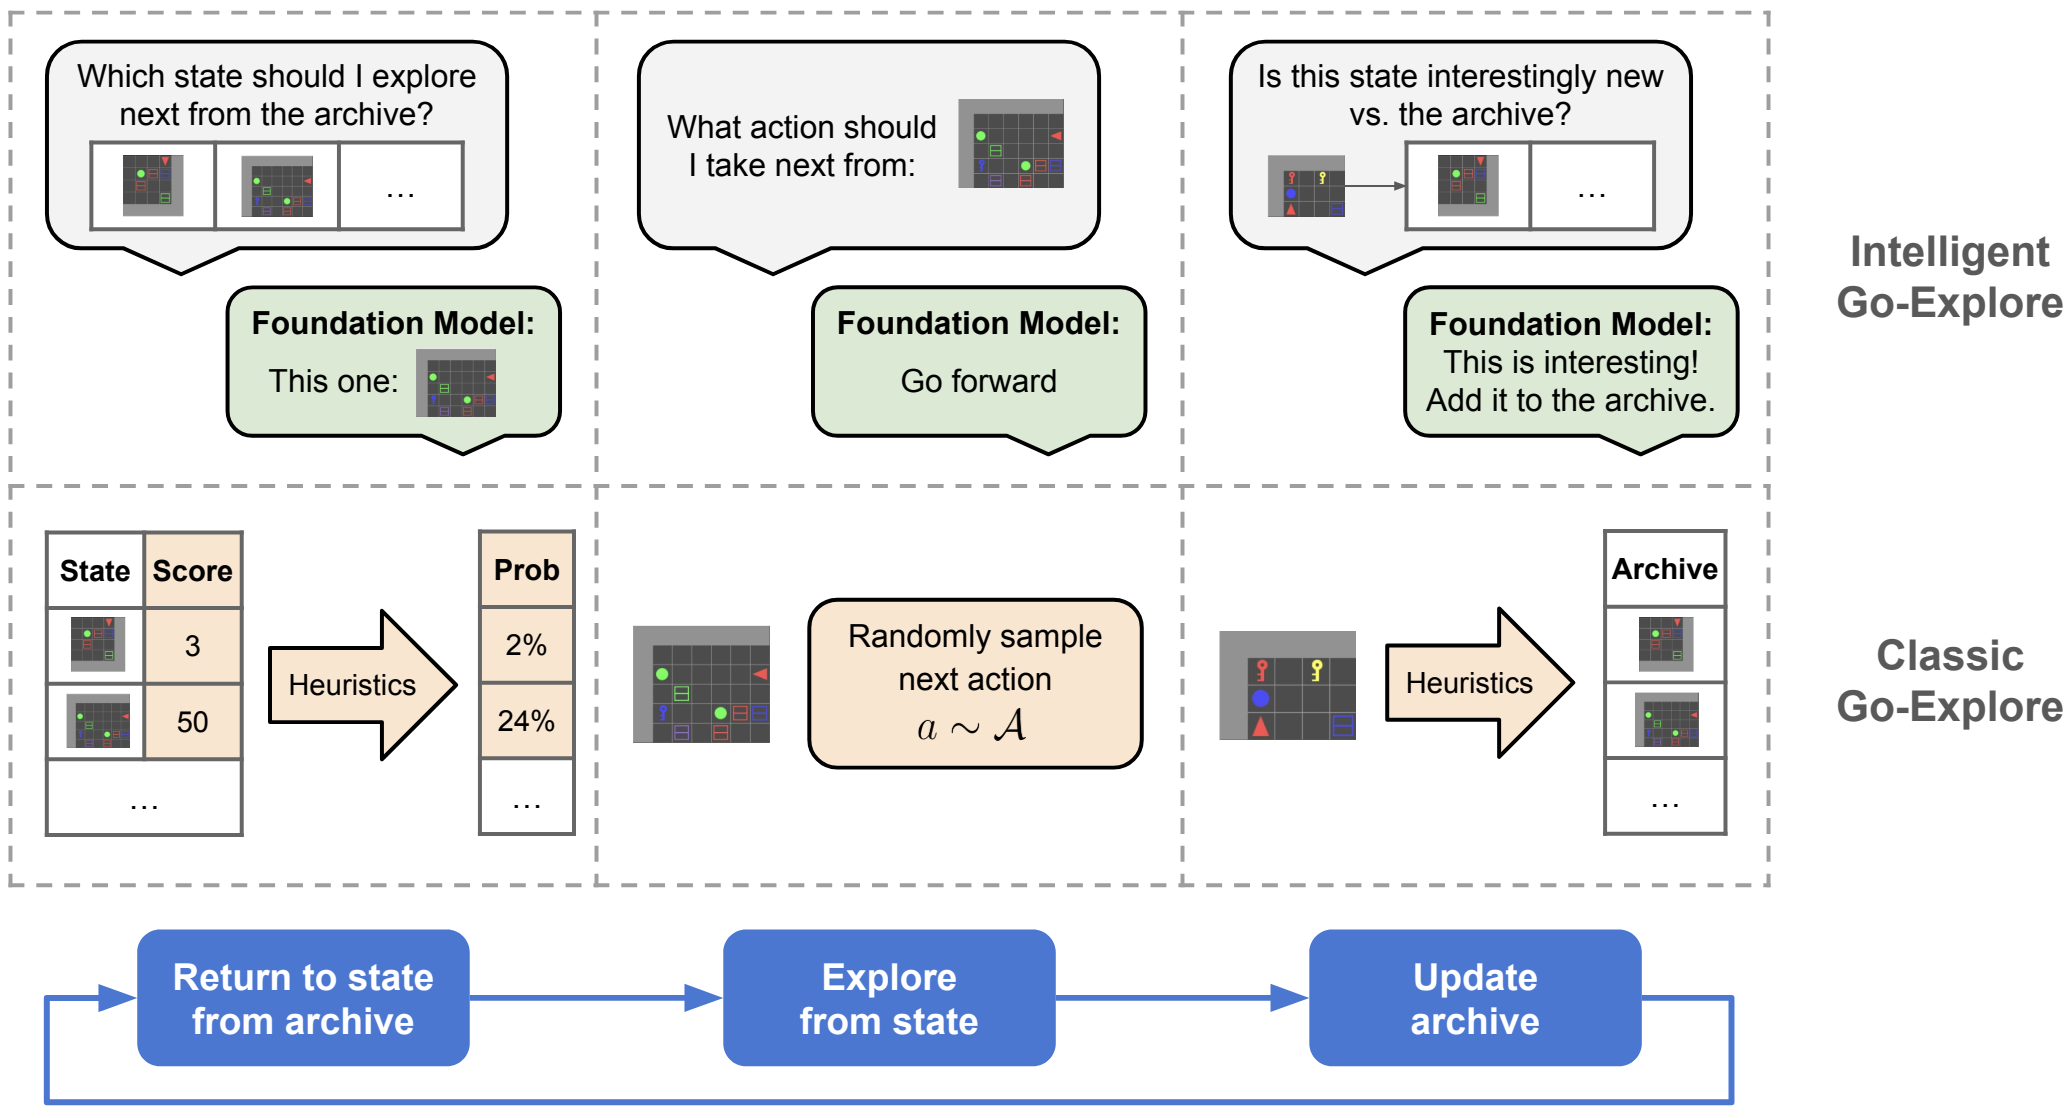 Which state should I explore
next from the archive?
...
Foundation Model:
This one:
What action should
I take next from:
Foundation Model:
Go forward
Is this state interestingly new
vs. the archive?
...
Foundation Model:
This is interesting!
Add it to the archive.
Intelligent
Go-Explore
State Score
3
50
...
Heuristics
Prob
2%
24%
...
Randomly sample
next action
a ∼ 𝒜
Heuristics
Archive
...
Classic
Go-Explore
Return to state
from archive
Explore
from state
Update
archive